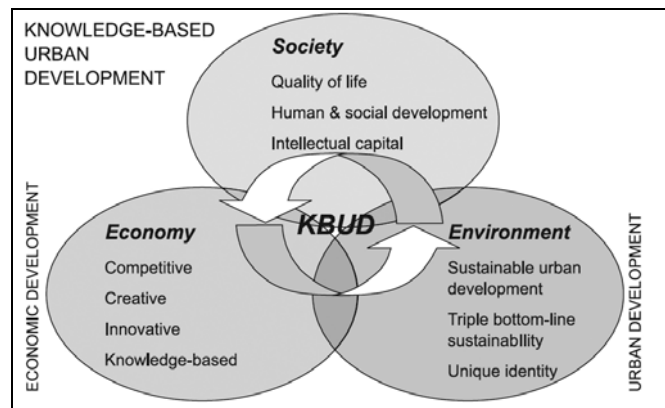 KNOWLEDGE-BASED
URBAN
DEVELOPMENT
Society
Quality of life
Human & social development
Intellectual capital
KBUD
ECONOMIC DEVELOPMENT
Economy
Competitive
Creative
Innovative
Knowledge-based
Environment
Sustainable urban
development
Triple bottom-line
sustainability
Unique identity
URBAN DEVELOPMENT